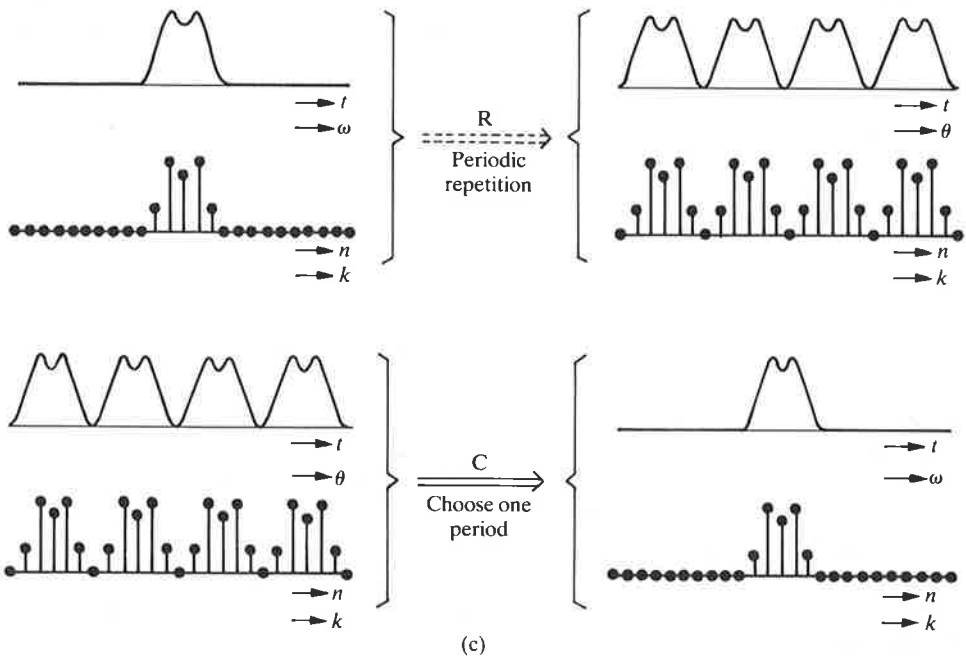 t
ω
n
k
R
Periodic
repetition
t
θ
n
k
t
θ
n
k
C
Choose one
period
t
ω
n
k
(c)